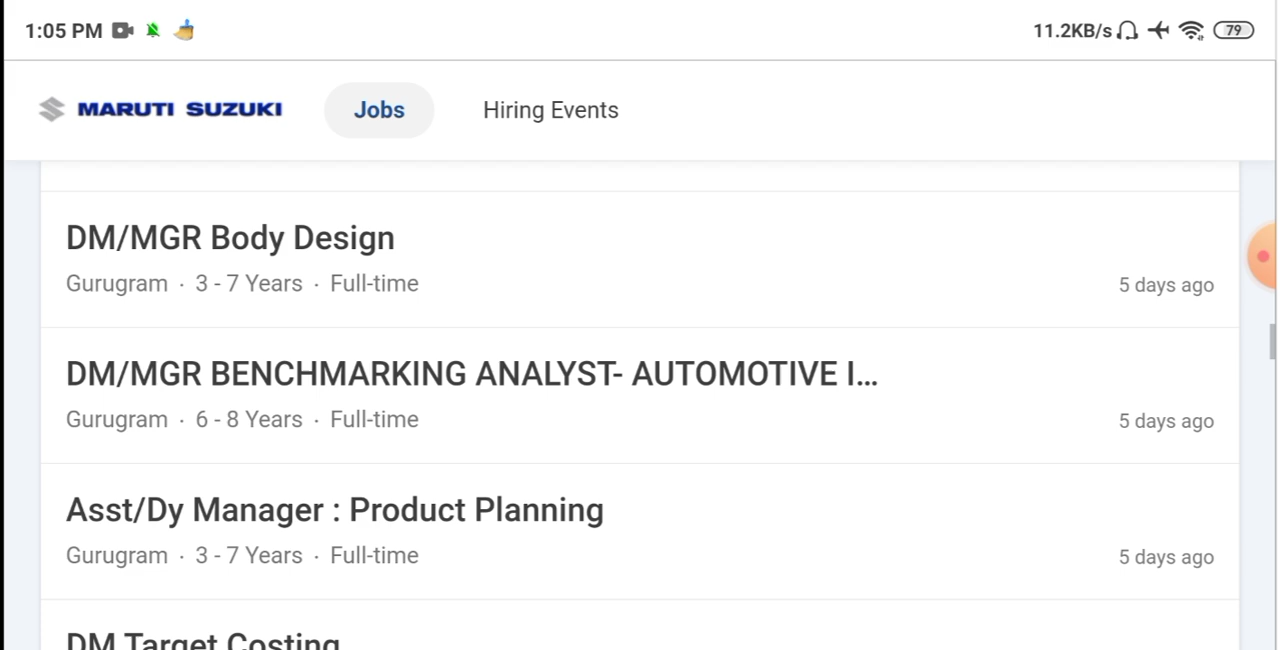 1:05 PM 11.2KB/s 79
MARUTI SUZUKI Jobs Hiring Events
DM/MGR Body Design
Gurugram · 3 - 7 Years · Full-time 5 days ago
DM/MGR BENCHMARKING ANALYST- AUTOMOTIVE I...
Gurugram · 6 - 8 Years · Full-time 5 days ago
Asst/Dy Manager : Product Planning
Gurugram · 3 - 7 Years · Full-time 5 days ago
DM Target Costing